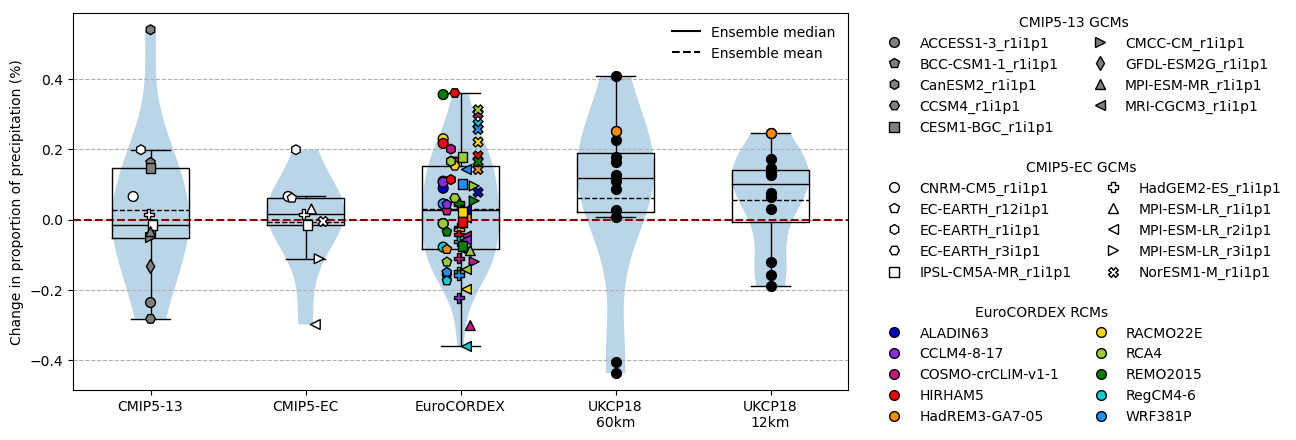 Change in proportion of precipitation (%)
0.4
0.2
0.0
−0.2
−0.4
CMIP5-13
CMIP5-EC
EuroCORDEX
UKCP18
60km
UKCP18
12km
Ensemble median
Ensemble mean
CMIP5-13 GCMs
ACCESS1-3_r1i1p1
BCC-CSM1-1_r1i1p1
CanESM2_r1i1p1
CCSM4_r1i1p1
CESM1-BGC_r1i1p1
CMCC-CM_r1i1p1
GFDL-ESM2G_r1i1p1
MPI-ESM-MR_r1i1p1
MRI-CGCM3_r1i1p1
CMIP5-EC GCMs
CNRM-CM5_r1i1p1
EC-EARTH_r12i1p1
EC-EARTH_r1i1p1
EC-EARTH_r3i1p1
IPSL-CM5A-MR_r1i1p1
HadGEM2-ES_r1i1p1
MPI-ESM-LR_r1i1p1
MPI-ESM-LR_r2i1p1
MPI-ESM-LR_r3i1p1
NorESM1-M_r1i1p1
EuroCORDEX RCMs
ALADIN63
CCLM4-8-17
COSMO-crCLIM-v1-1
HIRHAM5
HadREM3-GA7-05
RACMO22E
RCA4
REMO2015
RegCM4-6
WRF381P